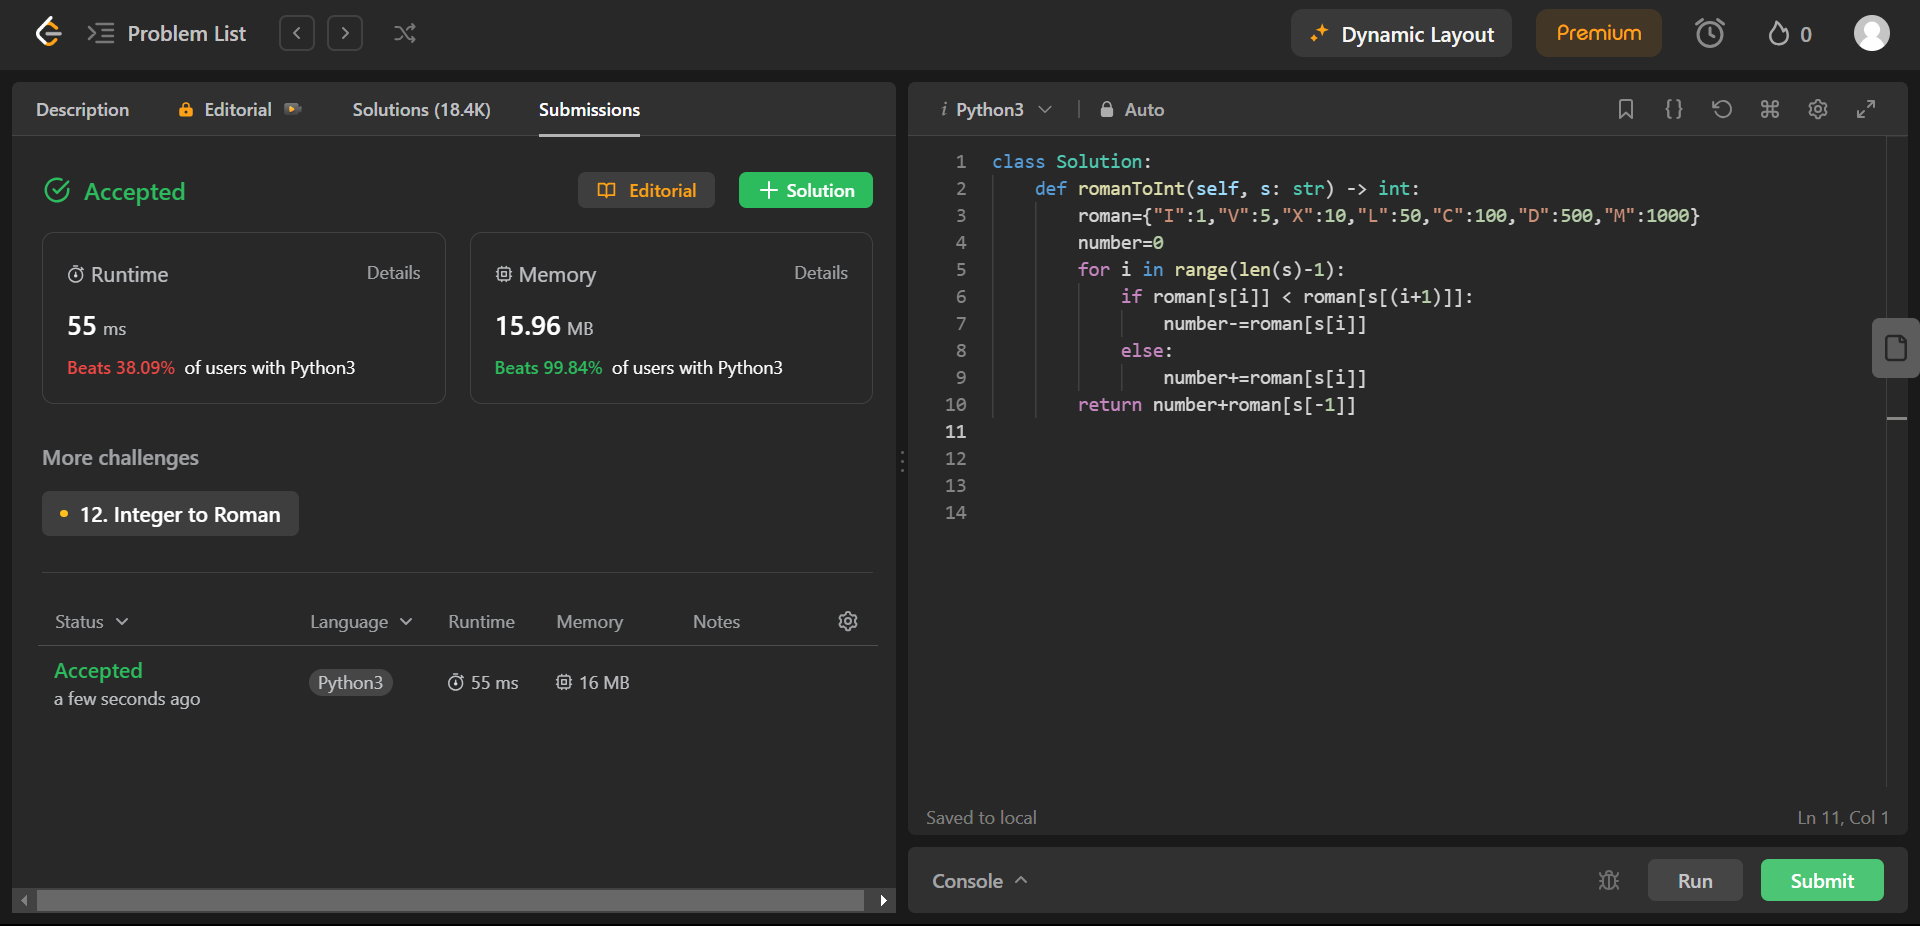 Problem List
Dynamic Layout
Premium
0
Description
Editorial
Solutions (18.4K)
Submissions
Accepted
Editorial
Solution
Runtime
Details
55 ms
Beats 38.09% of users with Python3
Memory
Details
15.96 MB
Beats 99.84% of users with Python3
More challenges
12. Integer to Roman
Status Language Runtime Memory Notes
Accepted
a few seconds ago
Python3 55 ms 16 MB
i Python3 | Auto
1 class Solution:
2     def romanToInt(self, s: str) -> int:
3         roman={"I":1,"V":5,"X":10,"L":50,"C":100,"D":500,"M":1000}
4         number=0
5         for i in range(len(s)-1):
6             if roman[s[i]] < roman[s[(i+1)]]:
7                 number-=roman[s[i]]
8             else:
9                 number+=roman[s[i]]
10         return number+roman[s[-1]]
11
12
13
14
Saved to local
Ln 11, Col 1
Console
Run
Submit